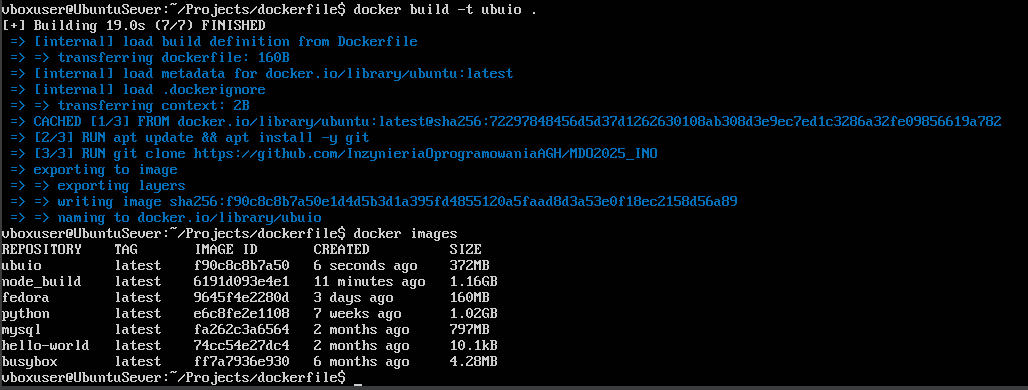 vboxuser@UbuntuSever:~/Projects/dockerfile$ docker build -t ubuio .
[+] Building 19.0s (7/7) FINISHED
=> [internal] load build definition from Dockerfile
=> => transferring dockerfile: 160B
=> [internal] load metadata for docker.io/library/ubuntu:latest
=> [internal] load .dockerignore
=> => transferring context: 2B
=> CACHED [1/3] FROM docker.io/library/ubuntu:latest@sha256:72297848456d5d37d1262630108ab308d3e9ec7ed1c3286a32fe09856619a782
=> [2/3] RUN apt update && apt install -y git
=> [3/3] RUN git clone https://github.com/InzynieriaOprogramowaniaAGH/MDO2025_INO
=> exporting to image
=> => exporting layers
=> => writing image sha256:f90c8c8b7a50e1d4d5b3d1a395fd4855120a5faad8d3a53e0f18ec2158d56a89
=> => naming to docker.io/library/ubuio
vboxuser@UbuntuSever:~/Projects/dockerfile$ docker images
REPOSITORY TAG IMAGE ID CREATED SIZE
ubuio latest f90c8c8b7a50 6 seconds ago 372MB
node_build latest 6191d093e4e1 11 minutes ago 1.16GB
fedora latest 9645f4e2280d 3 days ago 160MB
python latest e6c8fe2e1108 7 weeks ago 1.02GB
mysql latest fa262c3a6564 2 months ago 797MB
hello-world latest 74cc54e27dc4 2 months ago 10.1kB
busybox latest ff7a7936e930 6 months ago 4.28MB
vboxuser@UbuntuSever:~/Projects/dockerfile$ _